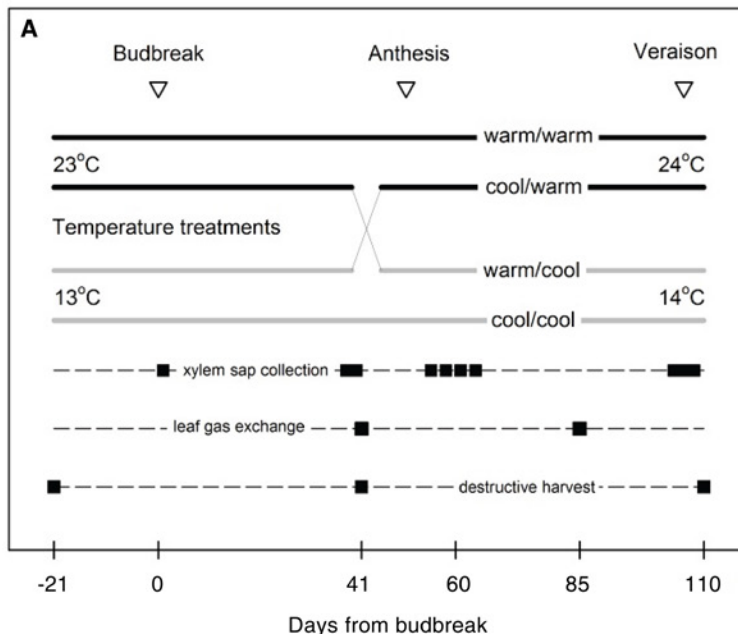 A
Budbreak Anthesis Veraison
warm/warm
23°C 24°C
cool/warm
Temperature treatments
warm/cool
13°C 14°C
cool/cool
xylem sap collection
leaf gas exchange
destructive harvest
-21 0 41 60 85 110
Days from budbreak